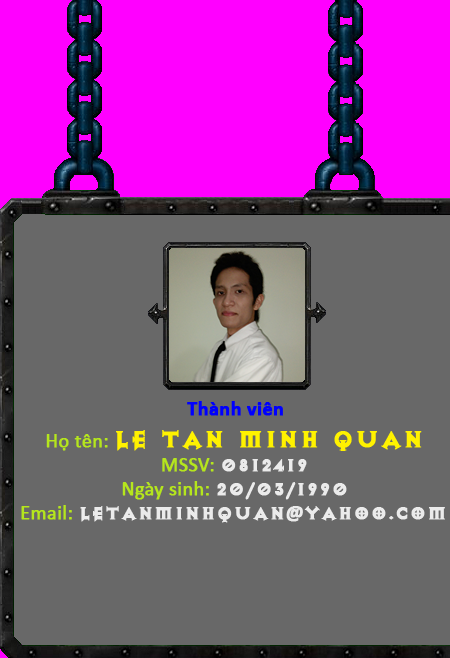 Thành viên
Họ tên: LE TAN MINH QUAN
MSSV: 0812419
Ngày sinh: 20/03/1990
Email: LETANMINHQUAN@YAHOO.COM